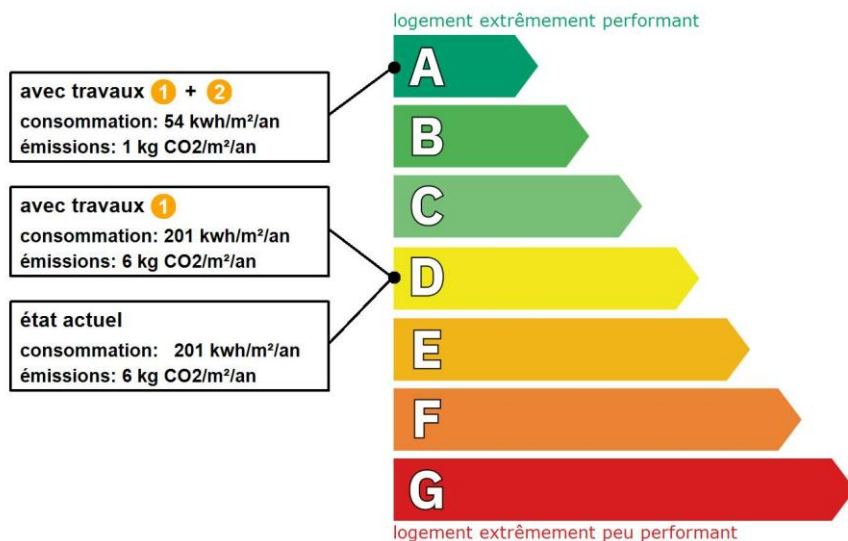 logement extrêmement performant
A
avec travaux 1 + 2
consommation: 54 kwh/m²/an
émissions: 1 kg CO2/m²/an
B
avec travaux 1
consommation: 201 kwh/m²/an
émissions: 6 kg CO2/m²/an
C
D
état actuel
consommation: 201 kwh/m²/an
émissions: 6 kg CO2/m²/an
E
F
G
logement extrêmement peu performant